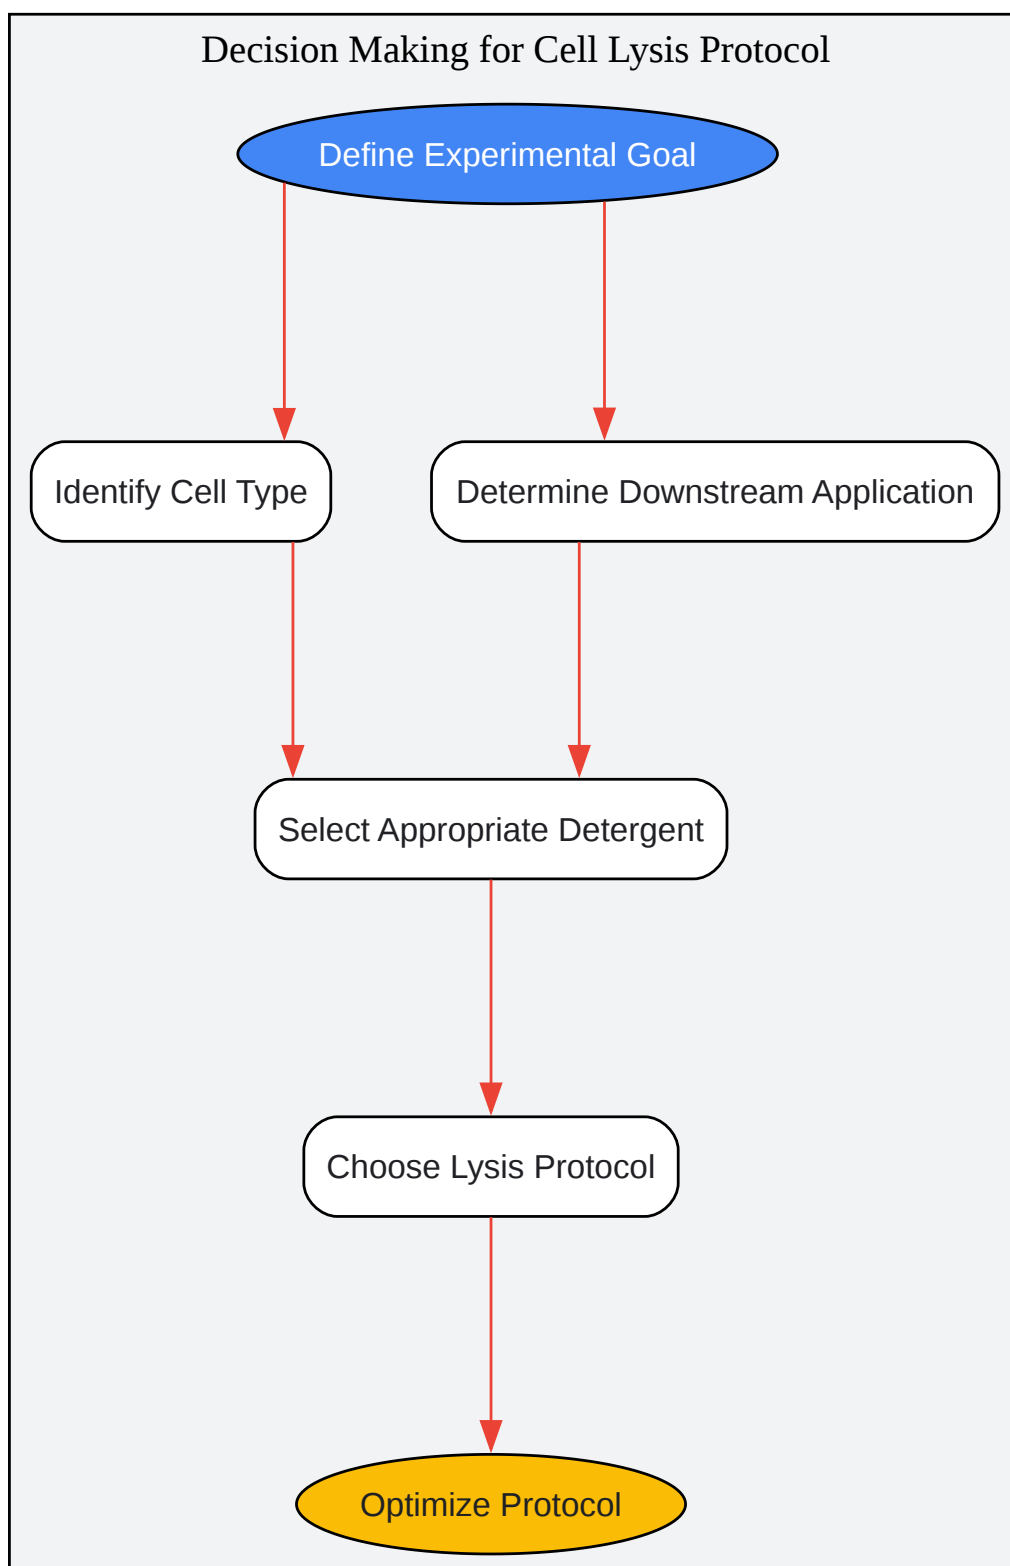 Decision Making for Cell Lysis Protocol
Define Experimental Goal
Identify Cell Type
Determine Downstream Application
Select Appropriate Detergent
Choose Lysis Protocol
Optimize Protocol